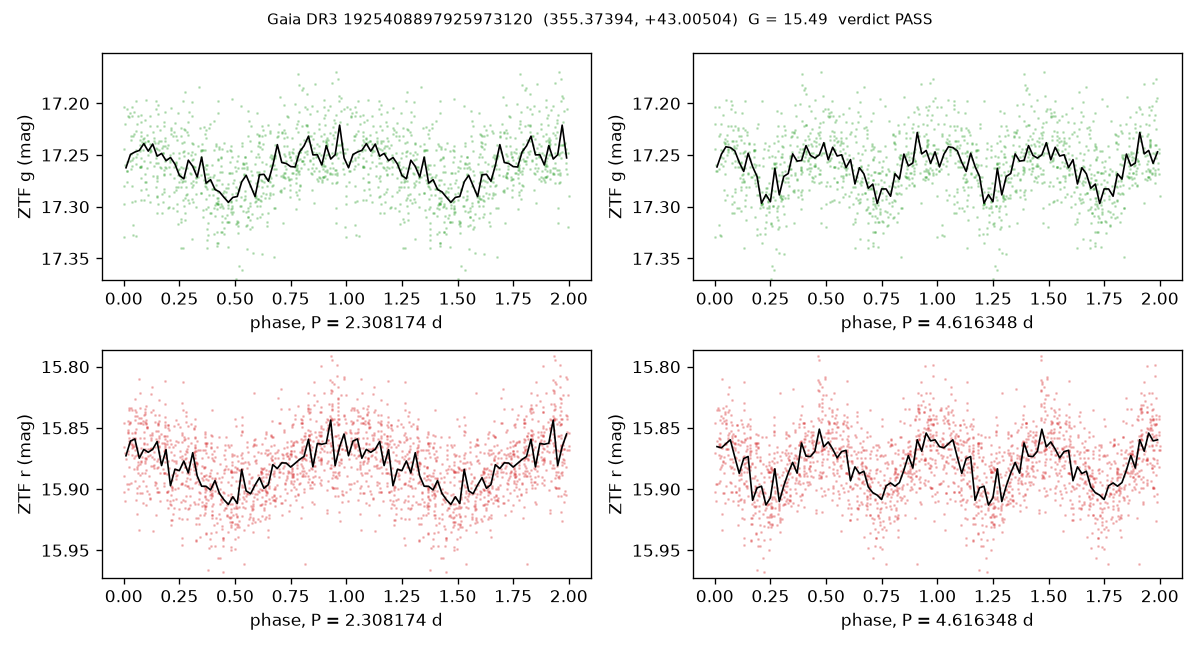 Gaia DR3 1925408897925973120 (355.37394, +43.00504) G = 15.49 verdict PASS
ZTF g (mag)
17.20
17.25
17.30
17.35
0.00 0.25 0.50 0.75 1.00 1.25 1.50 1.75 2.00
phase, P = 2.308174 d
ZTF g (mag)
17.20
17.25
17.30
17.35
0.00 0.25 0.50 0.75 1.00 1.25 1.50 1.75 2.00
phase, P = 4.616348 d
ZTF r (mag)
15.80
15.85
15.90
15.95
0.00 0.25 0.50 0.75 1.00 1.25 1.50 1.75 2.00
phase, P = 2.308174 d
ZTF r (mag)
15.80
15.85
15.90
15.95
0.00 0.25 0.50 0.75 1.00 1.25 1.50 1.75 2.00
phase, P = 4.616348 d